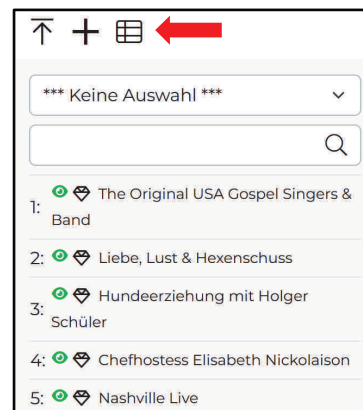 *** Keine Auswahl ***
1: The Original USA Gospel Singers &
Band
2: Liebe, Lust & Hexenschuss
3: Hundeerziehung mit Holger
Schüler
4: Chefhostess Elisabeth Nickolaison
5: Nashville Live